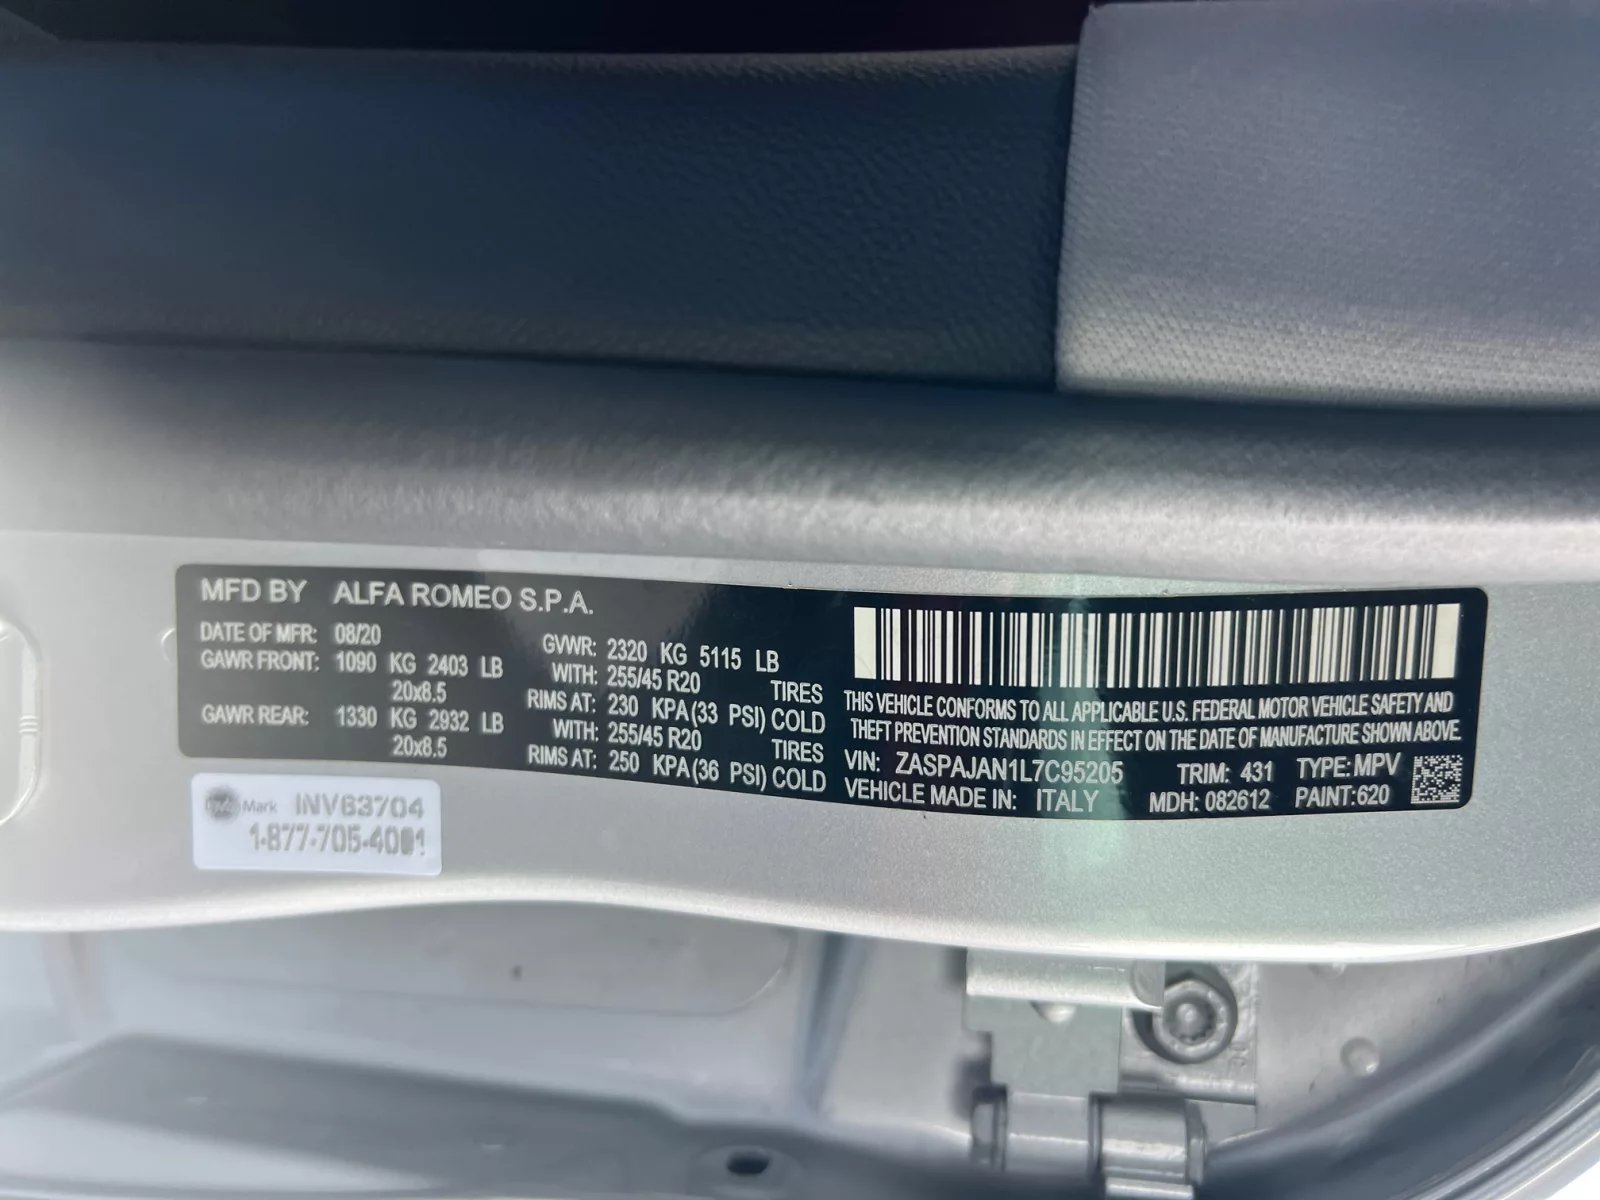 MFD BY ALFA ROMEO S.P.A.
DATE OF MFR: 08/20
GAWR FRONT: 1090 KG 2403 LB
20x8.5
GAWR REAR: 1330 KG 2932 LB
20x8.5
GVWR: 2320 KG 5115 LB
WITH: 255/45 R20 TIRES
RIMS AT: 230 KPA(33 PSI) COLD
WITH: 255/45 R20 TIRES
RIMS AT: 250 KPA(36 PSI) COLD
THIS VEHICLE CONFORMS TO ALL APPLICABLE U.S. FEDERAL MOTOR VEHICLE SAFETY AND
THEFT PREVENTION STANDARDS IN EFFECT ON THE DATE OF MANUFACTURE SHOWN ABOVE.
VIN: ZASPAJAN1L7C95205 TRIM: 431 TYPE: MPV
VEHICLE MADE IN: ITALY MDH: 082612 PAINT:620
Mark INV63704
1-877-705-4001